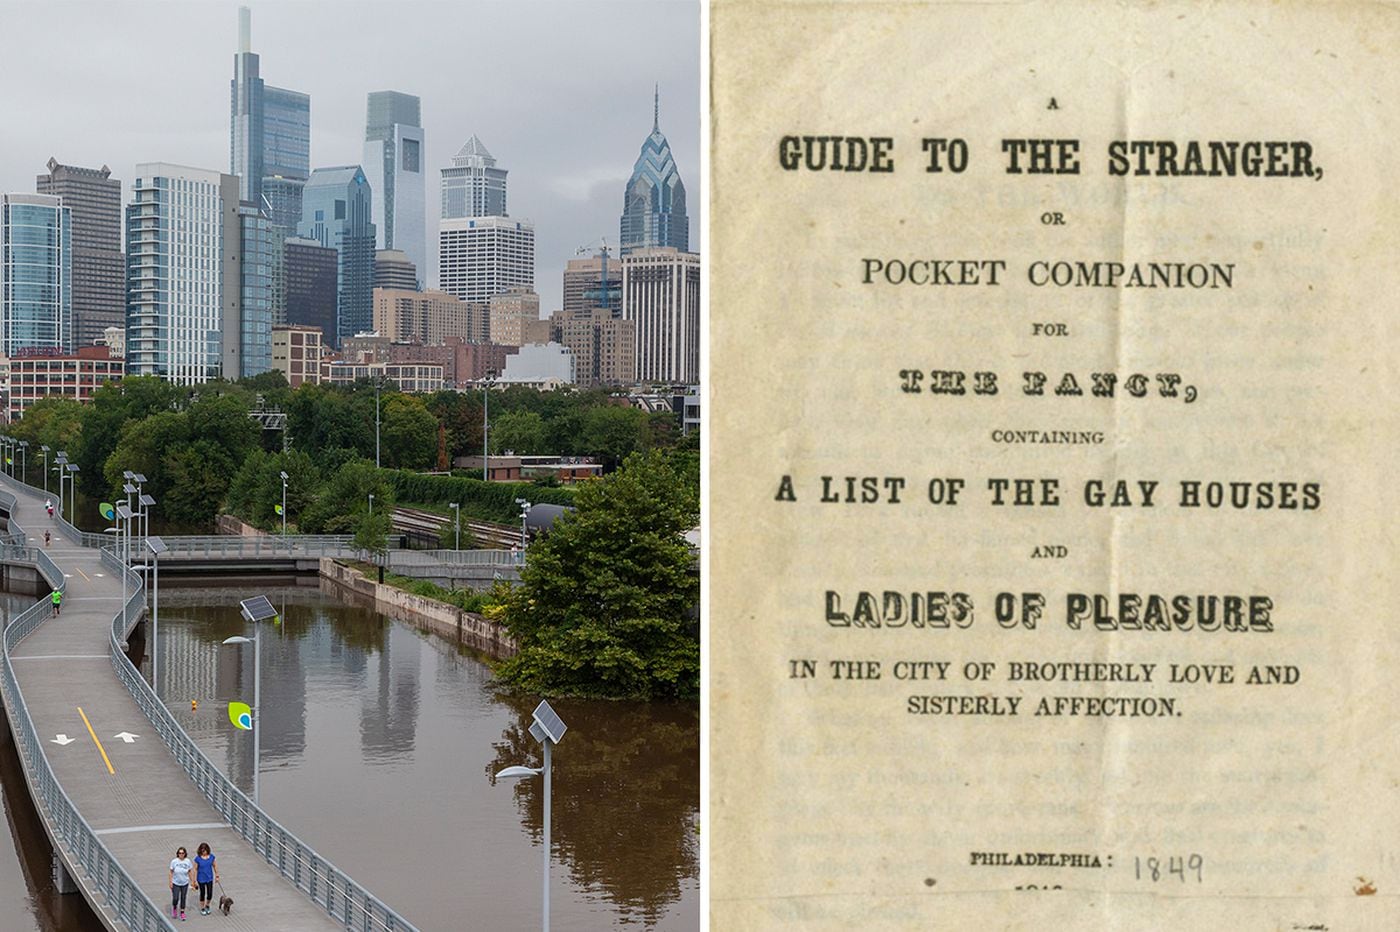 A
GUIDE TO THE STRANGER,
OR
POCKET COMPANION
FOR
THE FANCY,
CONTAINING
A LIST OF THE GAY HOUSES
AND
LADIES OF PLEASURE
IN THE CITY OF BROTHERLY LOVE AND
SISTERLY AFFECTION.
PHILADELPHIA: 1849